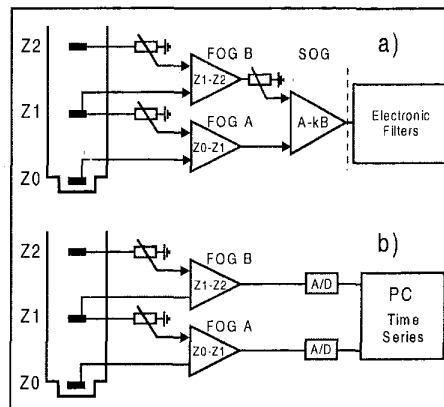 a)
Z2
FOG B
SOG
Z1-Z2
Z1
FOG A
A-kB
Electronic
Filters
Z0-Z1
Z0
b)
Z2
FOG B
Z1-Z2
A/D
PC
Time
Series
Z1
FOG A
Z0-Z1
A/D
Z0